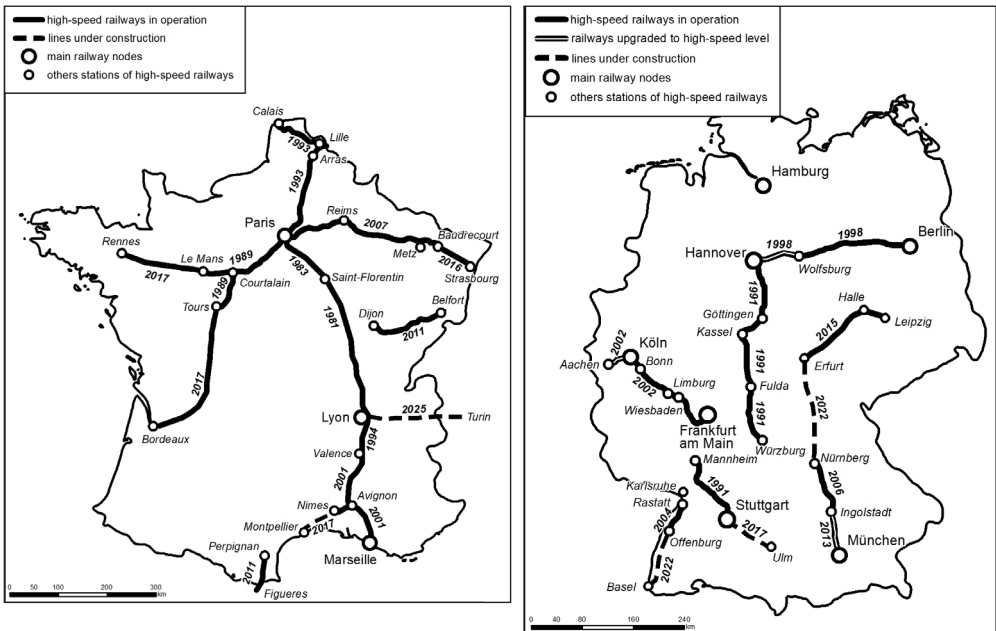 high-speed railways in operation
lines under construction
main railway nodes
others stations of high-speed railways
Calais
Lille
1993
Arras
1993
Paris
Reims
2007
Baudrecourt
Metz
2016
Strasbourg
Rennes
Le Mans
1989
2017
Courtalain
1983
Saint-Florentin
1989
Tours
1981
Dijon
Belfort
2011
2017
Bordeaux
Lyon
2025
Turin
1994
Valence
2001
Avignon
Nimes
2001
Montpellier
2017
Marseille
Perpignan
2011
Figueres
0 100 200 300
km
high-speed railways in operation
railways upgraded to high-speed level
lines under construction
main railway nodes
others stations of high-speed railways
Hamburg
Berlin
Hannover
1998
1998
Wolfsburg
1991
Göttingen
Kassel
Halle
Leipzig
2015
Erfurt
2002
Köln
Aachen
Bonn
2002
Limburg
Wiesbaden
1991
Fulda
Frankfurt
am Main
1991
Würzburg
2022
Mannheim
Nürnberg
Karlsruhe
1991
2006
Rastatt
Stuttgart
Ingolstadt
2004
2017
Offenburg
Ulm
2013
München
2022
Basel
0 80 160 240
km